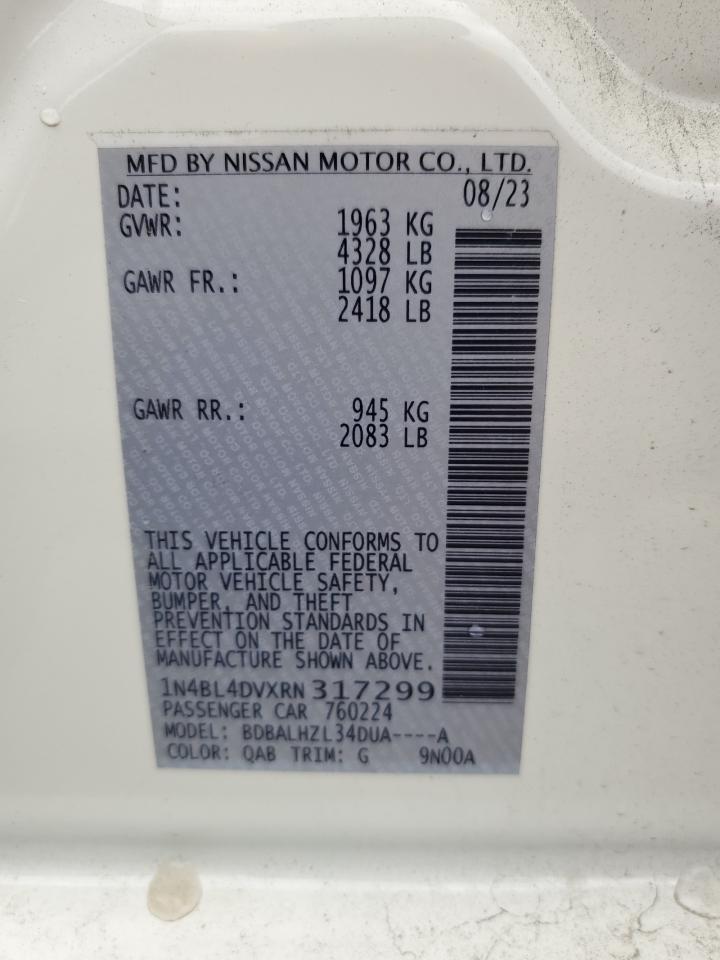 MFD BY NISSAN MOTOR CO., LTD.
DATE: 08/23
GVWR: 1963 KG
4328 LB
GAWR FR.: 1097 KG
2418 LB
GAWR RR.: 945 KG
2083 LB
THIS VEHICLE CONFORMS TO
ALL APPLICABLE FEDERAL
MOTOR VEHICLE SAFETY,
BUMPER, AND THEFT
PREVENTION STANDARDS IN
EFFECT ON THE DATE OF
MANUFACTURE SHOWN ABOVE.
1N4BL4DVXRN317299
PASSENGER CAR 760224
MODEL: BDBALHZL34DUA----A
COLOR: QAB TRIM: G 9N00A